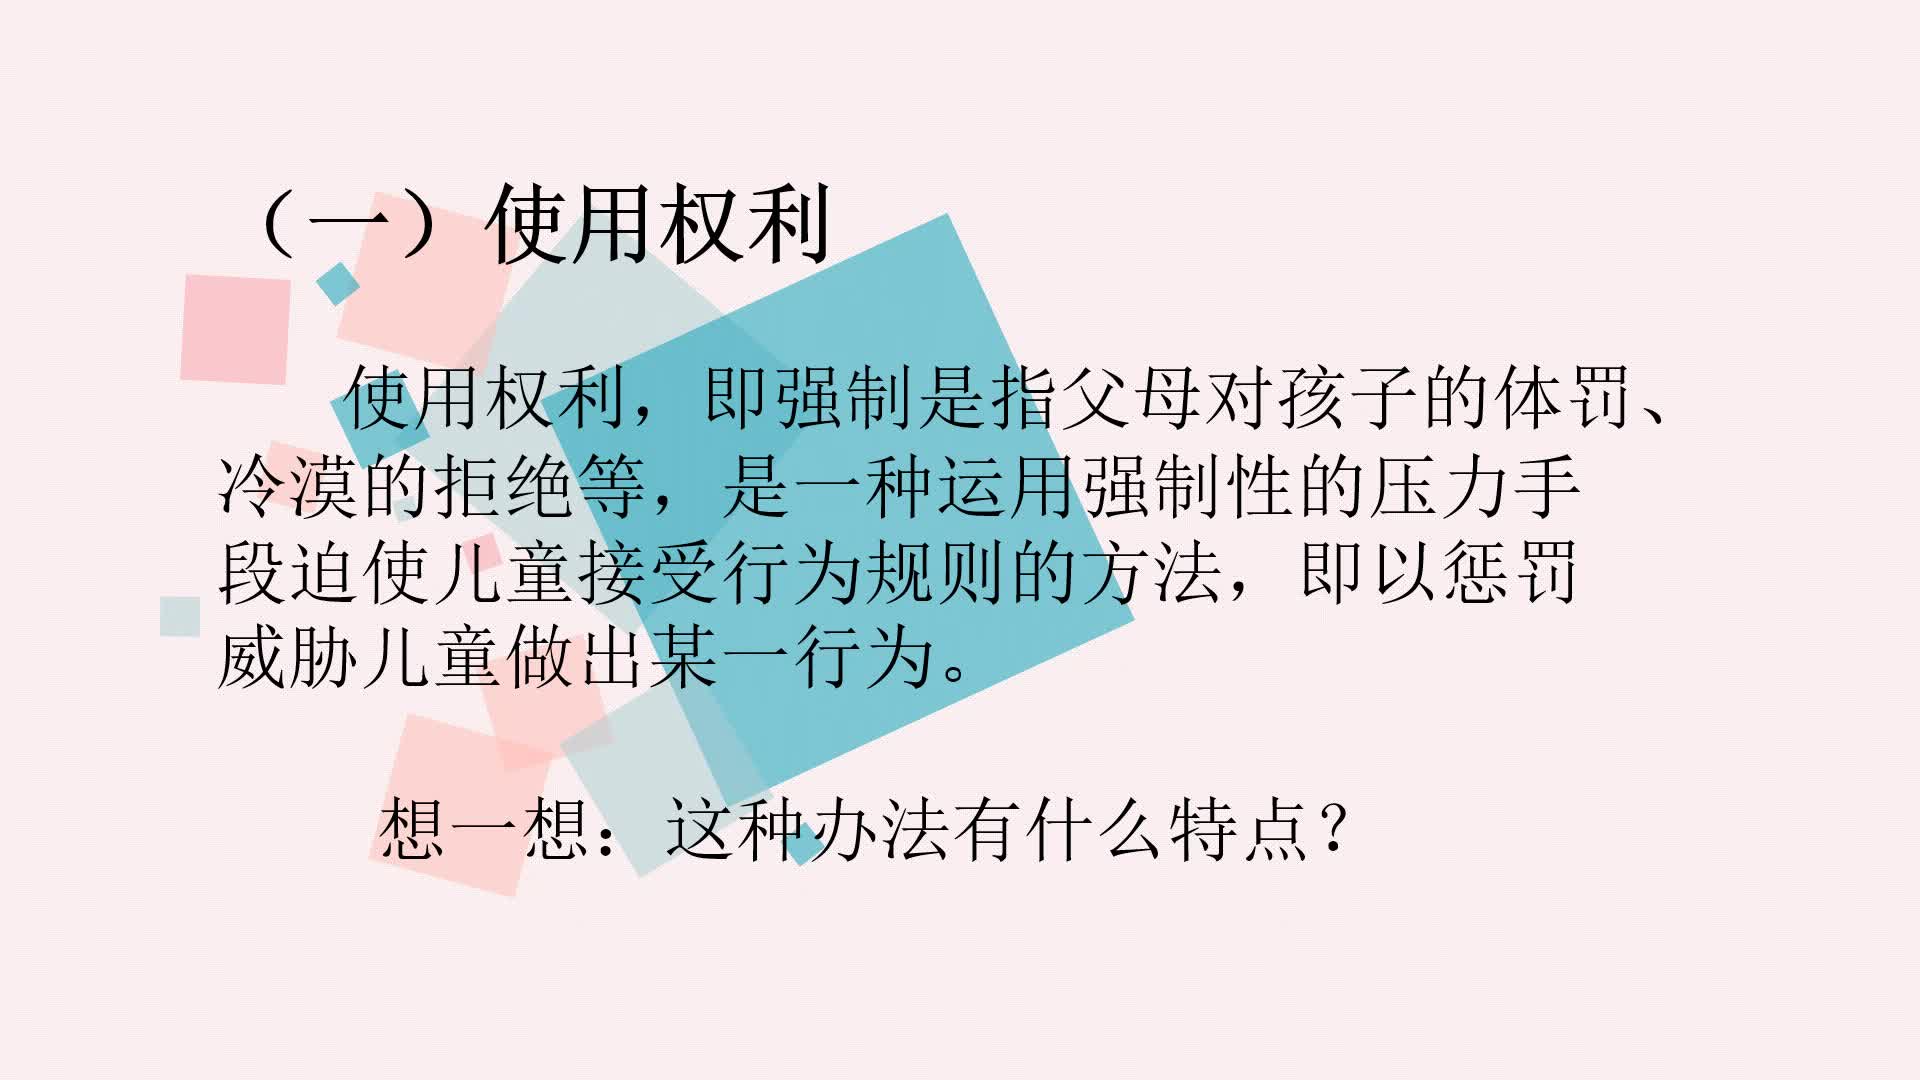 （一）使用权利
使用权利，即强制是指父母对孩子的体罚、
冷漠的拒绝等，是一种运用强制性的压力手
段迫使儿童接受行为规则的方法，即以惩罚
威胁儿童做出某一行为。
想一想：这种办法有什么特点？